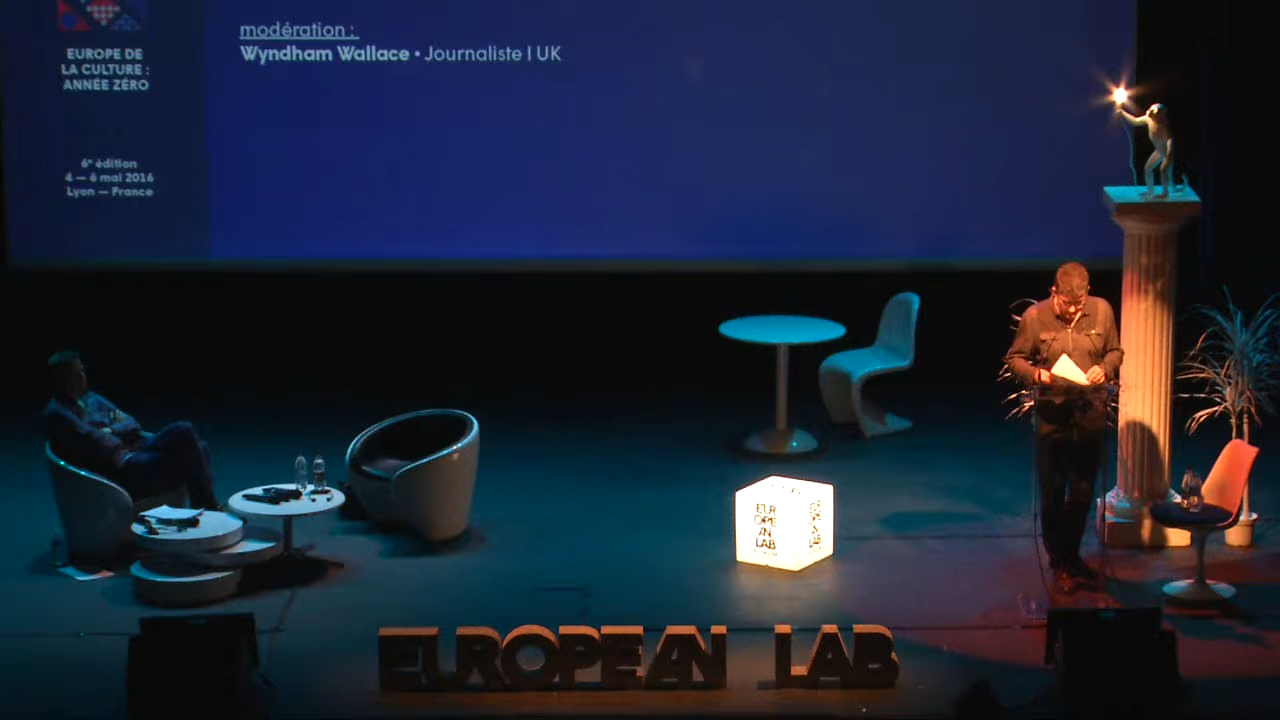 modération :
Wyndham Wallace • Journaliste I UK
EUROPE DE
LA CULTURE :
ANNÉE ZÉRO
6e édition
4 — 6 mai 2016
Lyon — France
EUR
OPE
AN
LAB
EUROPEAN LAB